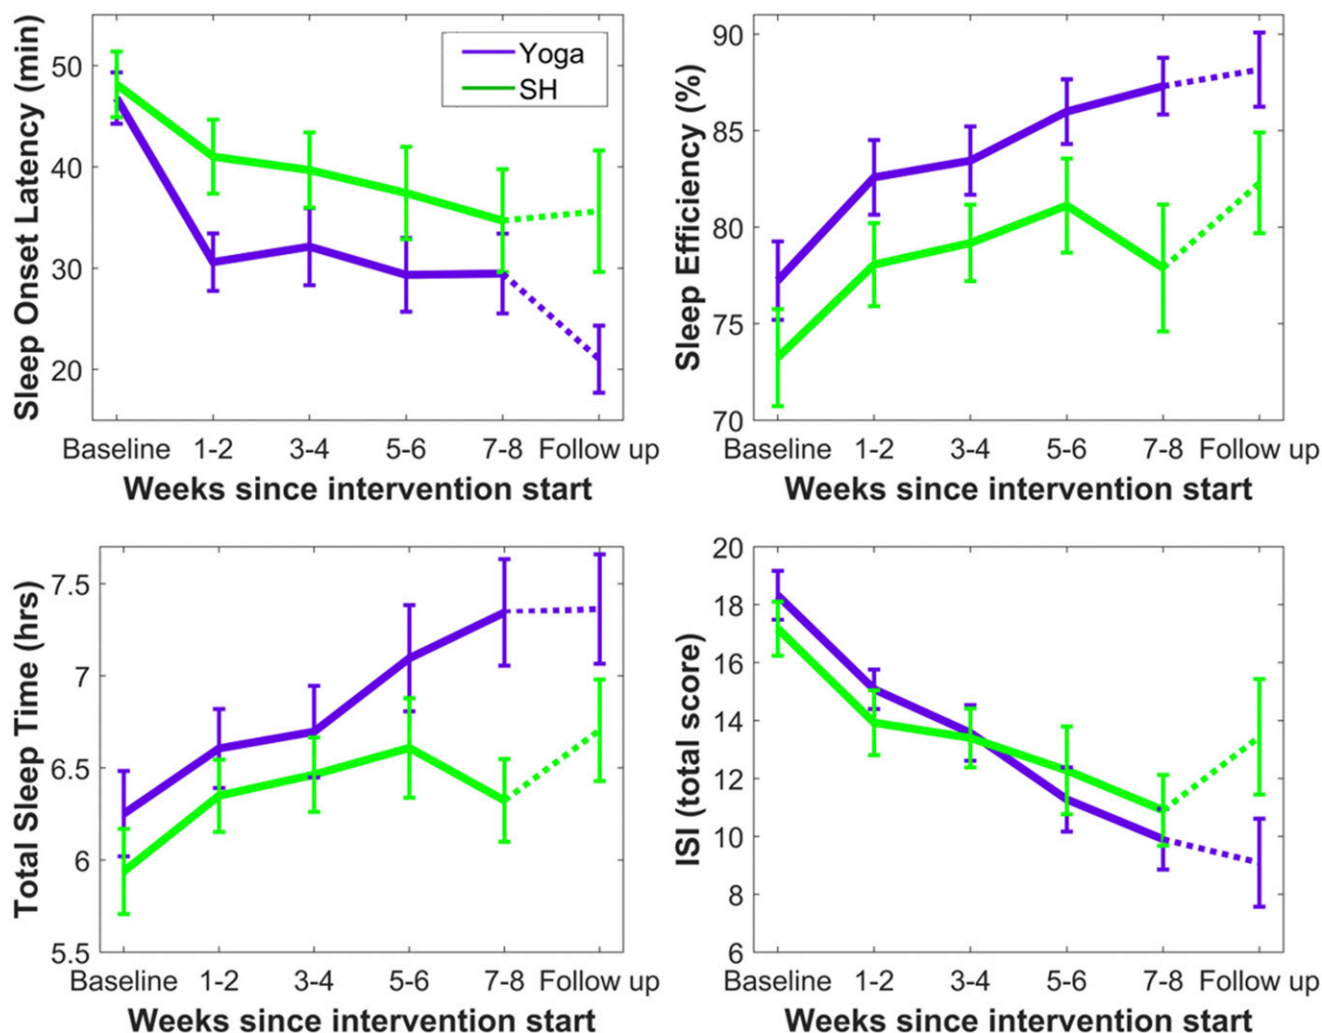 Sleep Onset Latency (min)
50
40
30
20
Yoga
SH
Baseline 1-2 3-4 5-6 7-8 Follow up
Weeks since intervention start
Sleep Efficiency (%)
90
85
80
75
70
Baseline 1-2 3-4 5-6 7-8 Follow up
Weeks since intervention start
Total Sleep Time (hrs)
7.5
7
6.5
6
5.5
Baseline 1-2 3-4 5-6 7-8 Follow up
Weeks since intervention start
ISI (total score)
20
18
16
14
12
10
8
6
Baseline 1-2 3-4 5-6 7-8 Follow up
Weeks since intervention start